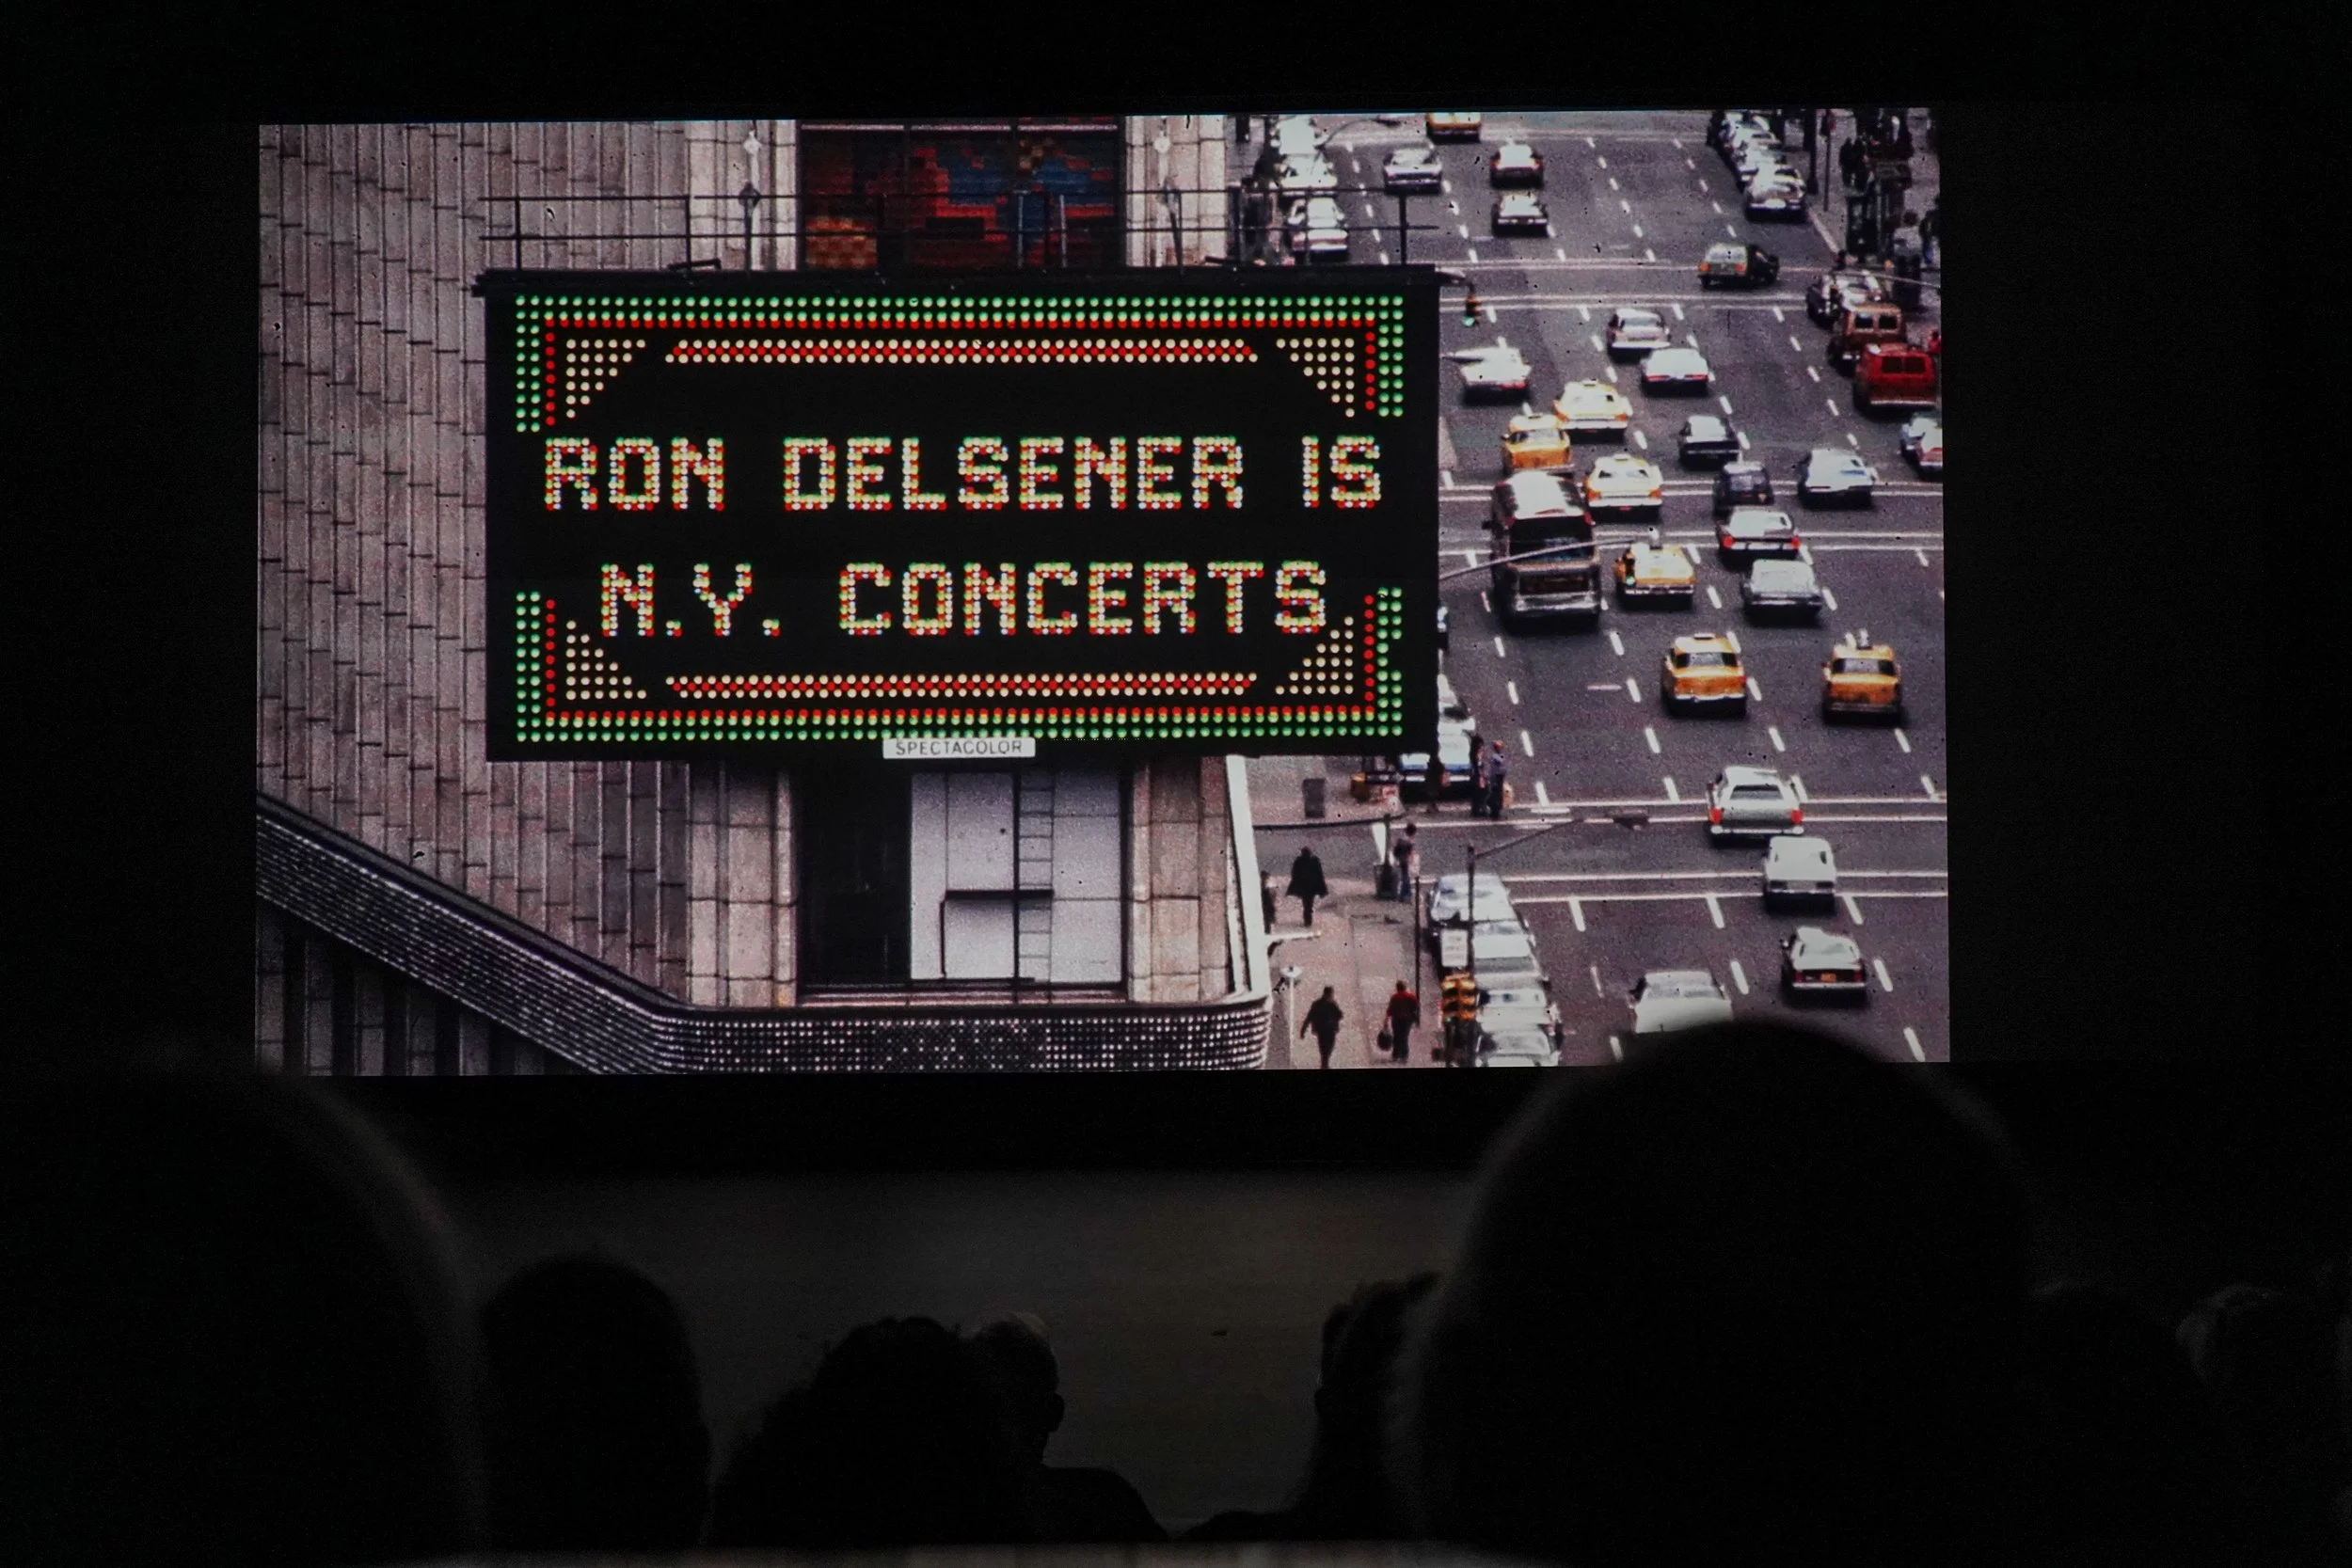 RON DELSENER IS
N.Y. CONCERTS
SPECTACOLOR